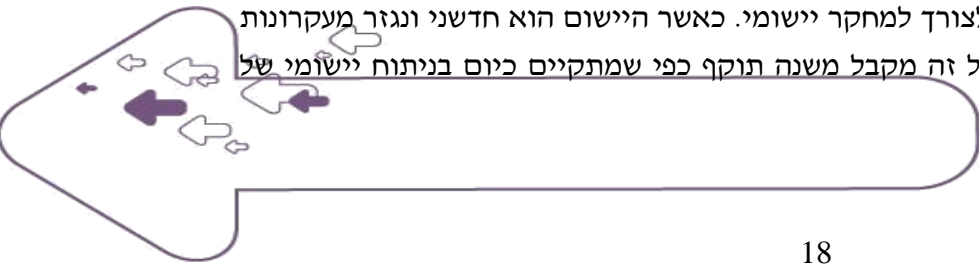 לצורך למחקר יישומי. כאשר היישום הוא חדשני ונגזר מעקרונות
ל זה מקבל משנה תוקף כפי שמתקיים כיום בניתוח יישומי של
18